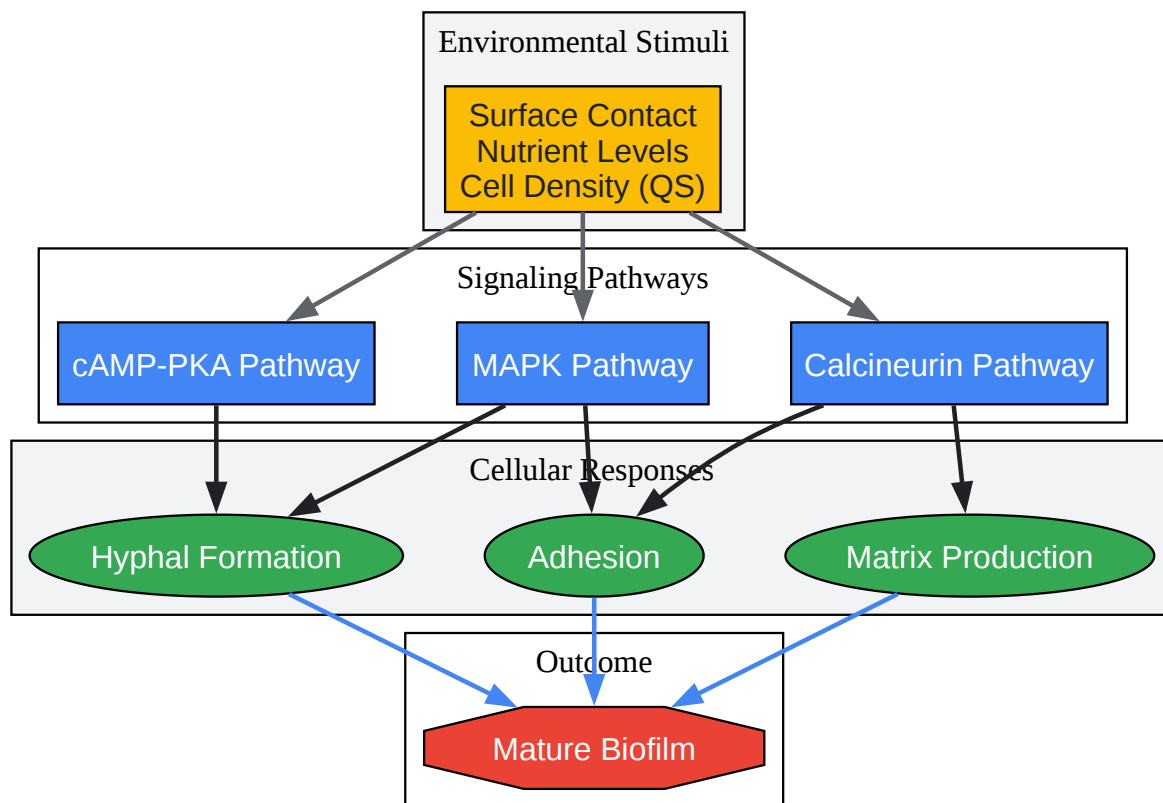 Environmental Stimuli
Surface Contact
Nutrient Levels
Cell Density (QS)
Signaling Pathways
cAMP-PKA Pathway
MAPK Pathway
Calcineurin Pathway
Cellular Responses
Hyphal Formation
Adhesion
Matrix Production
Outcome
Mature Biofilm